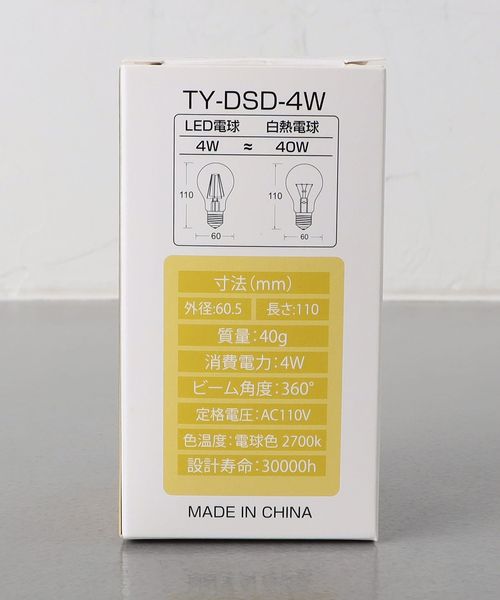 TY-DSD-4W
LED電球 白熱電球
4W ≈ 40W
110 110
60 60
寸法(mm)
外径:60.5 長さ:110
質量:40g
消費電力:4W
ビーム角度:360°
定格電圧:AC110V
色温度:電球色 2700k
設計寿命:30000h
MADE IN CHINA